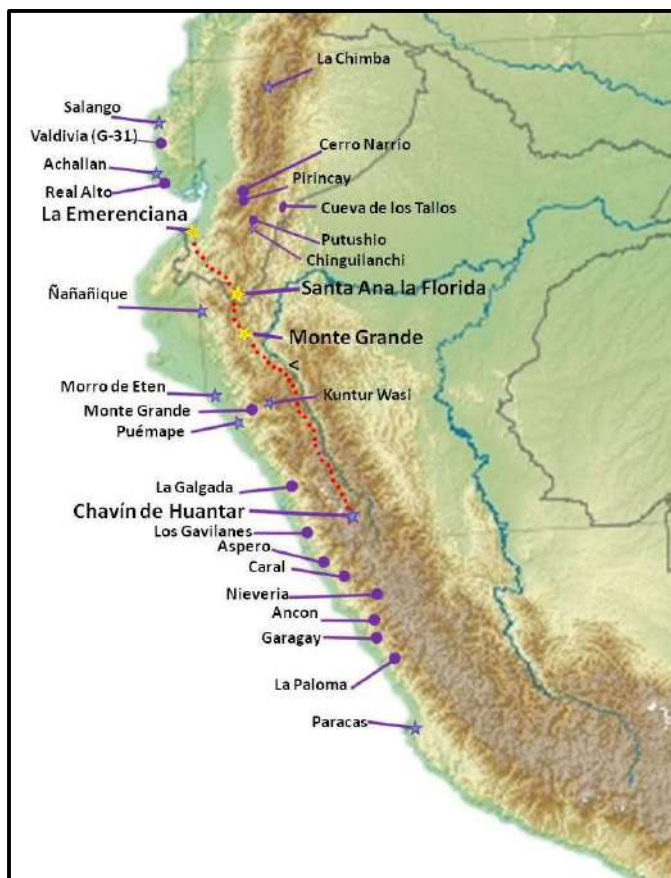 La Chimba
Salango
Valdivia (G-31)
Cerro Narrio
Achallan
Pirincay
Real Alto
Cueva de los Tallos
La Emerenciana
Putushio
Chinguilanchi
Santa Ana la Florida
Ñañañique
Monte Grande
<
Morro de Eten
Kuntur Wasi
Monte Grande
Puémape
La Galgada
Chavín de Huantar
Los Gavilanes
Aspero
Caral
Nieveria
Ancon
Garagay
La Paloma
Paracas